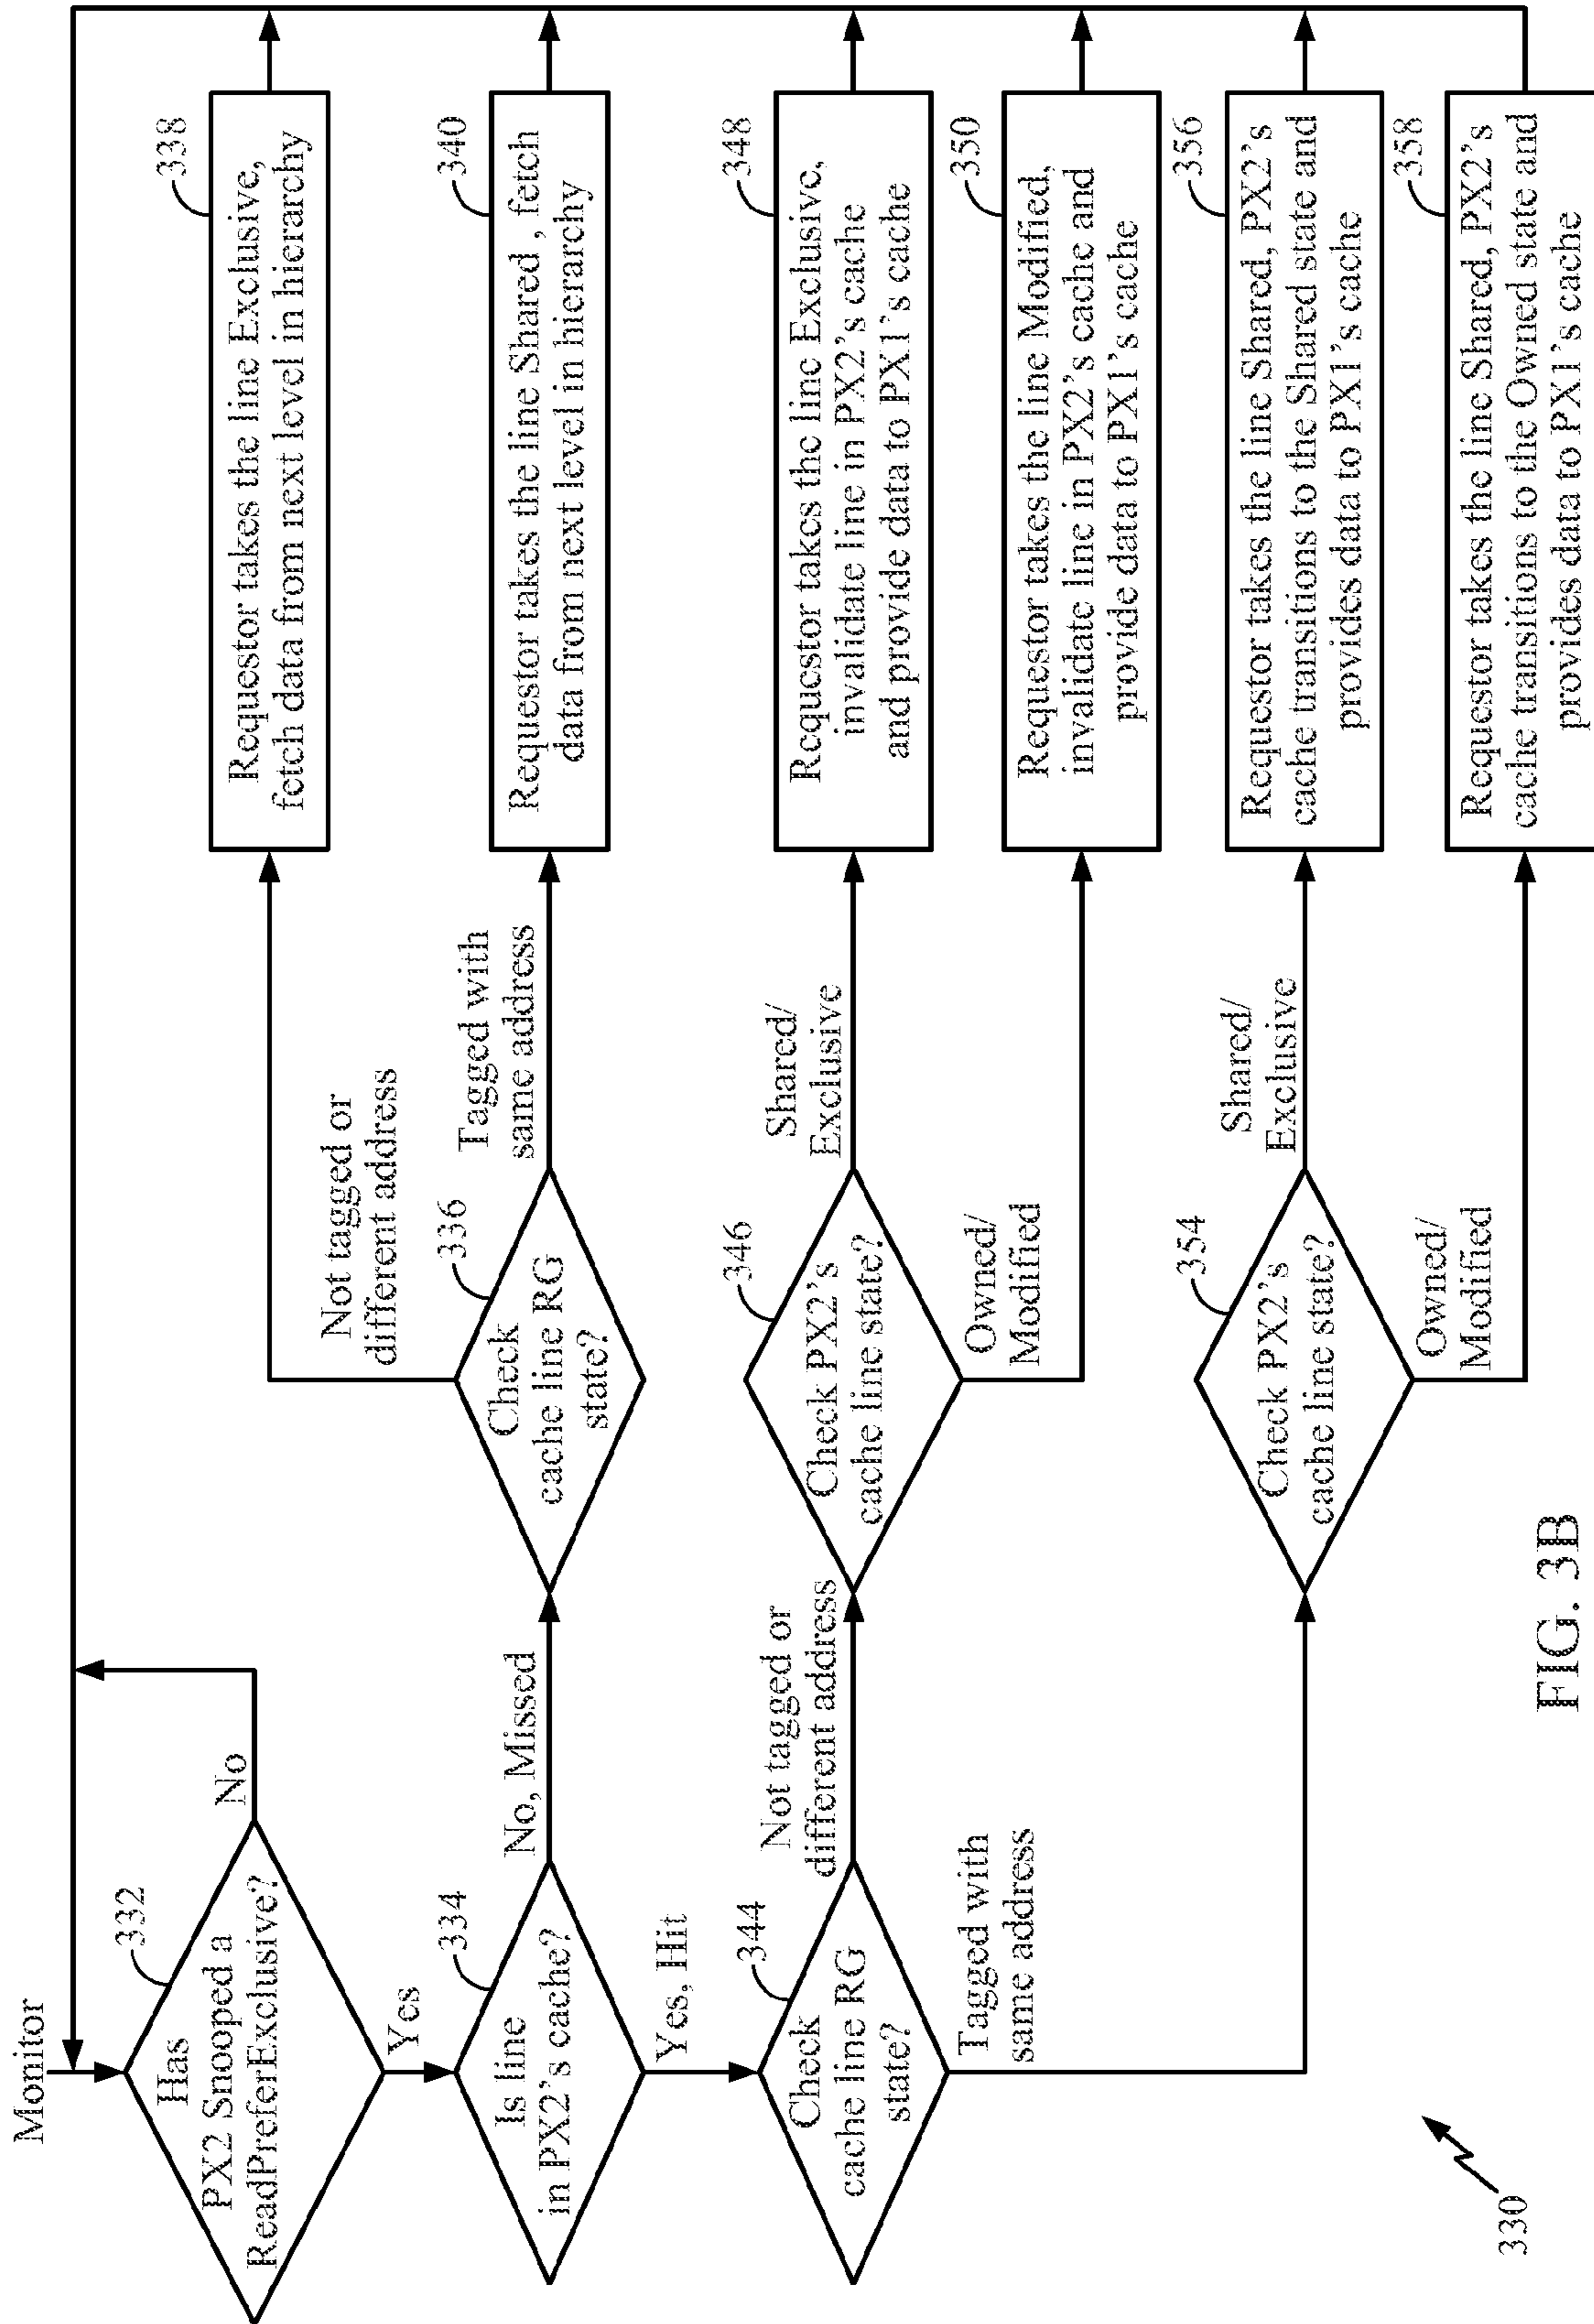 Monitor
332
Has
PX2 Snooped a
ReadPreferExclusive?
No
Yes
334
Is line
in PX2's cache?
No, Missed
336
Check
cache line RG
state?
Not tagged or
different address
338
Requestor takes the line Exclusive,
fetch data from next level in hierarchy
Tagged with
same address
340
Requestor takes the line Shared , fetch
data from next level in hierarchy
Yes, Hit
344
Check
cache line RG
state?
Not tagged or
different address
346
Check PX2's
cache line state?
Shared/
Exclusive
348
Requestor takes the line Exclusive,
invalidate line in PX2's cache
and provide data to PX1's cache
Owned/
Modified
350
Requestor takes the line Modified,
invalidate line in PX2's cache and
provide data to PX1's cache
Tagged with
same address
354
Check PX2's
cache line state?
Shared/
Exclusive
356
Requestor takes the line Shared, PX2's
cache transitions to the Shared state and
provides data to PX1's cache
Owned/
Modified
358
Requestor takes the line Shared, PX2's
cache transitions to the Owned state and
provides data to PX1's cache
330
FIG. 3B